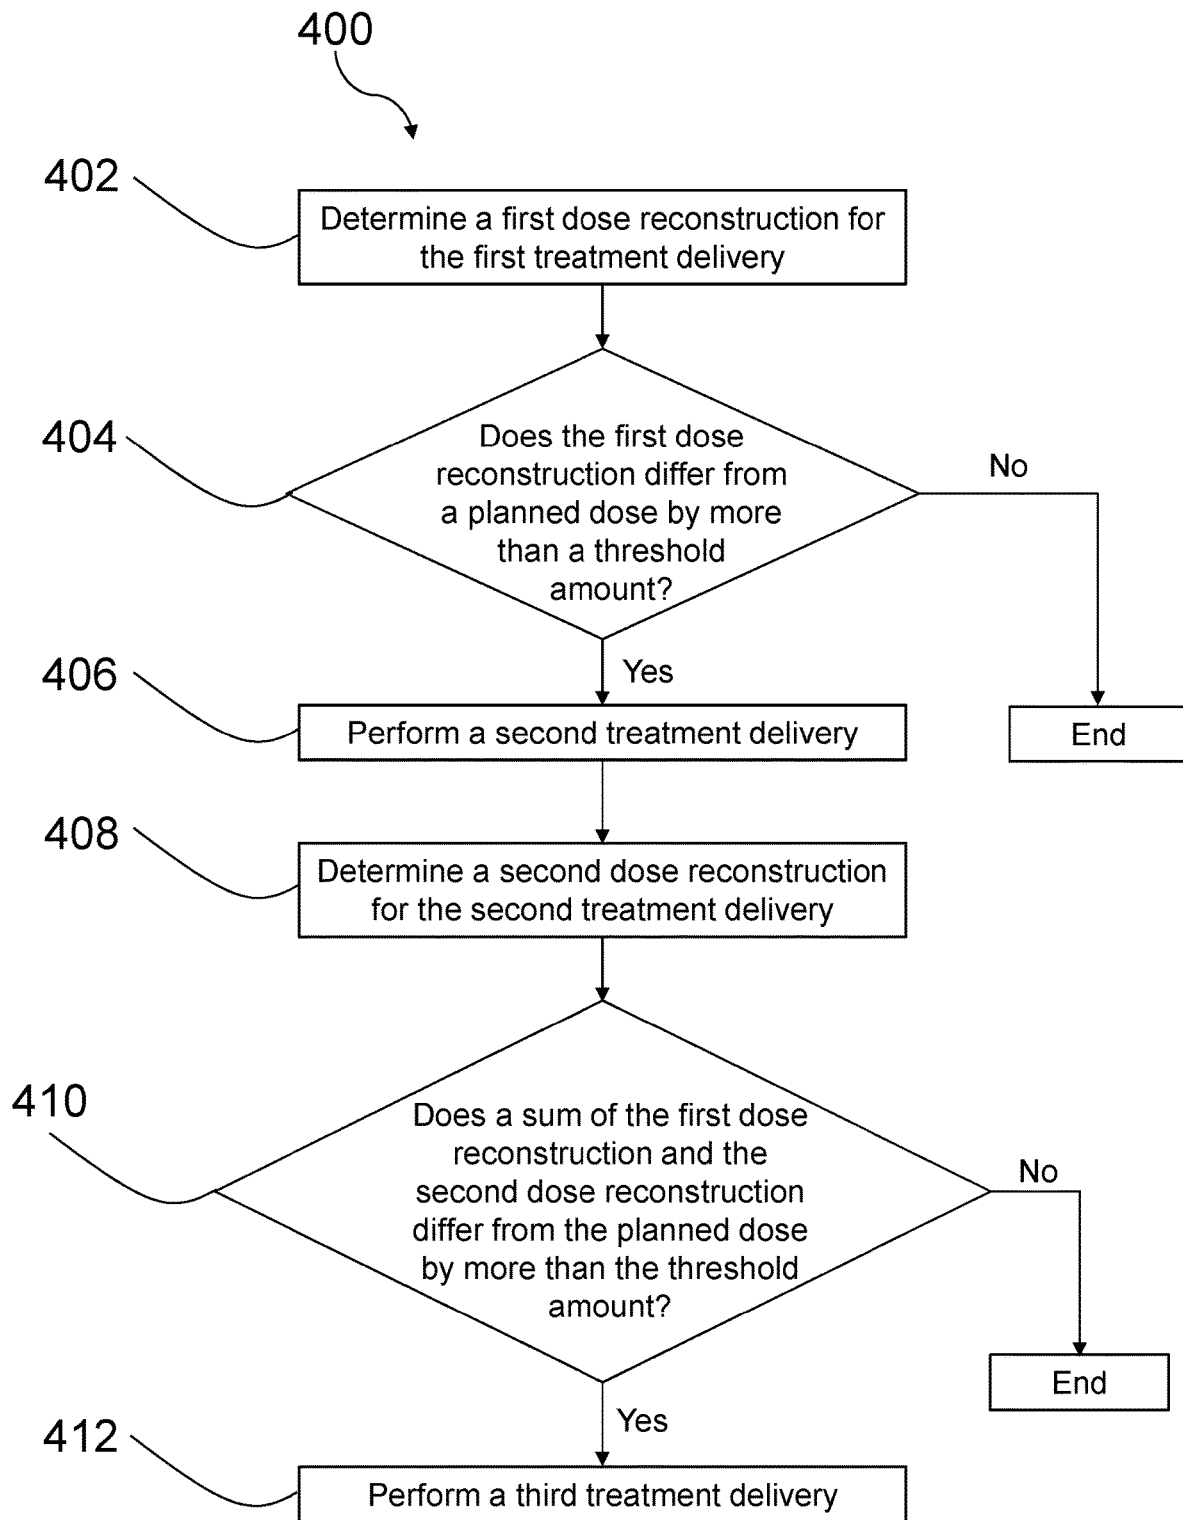 400
402
Determine a first dose reconstruction for
the first treatment delivery
404
Does the first dose
reconstruction differ from
a planned dose by more
than a threshold
amount?
No
Yes
406
Perform a second treatment delivery
End
408
Determine a second dose reconstruction
for the second treatment delivery
410
Does a sum of the first dose
reconstruction and the
second dose reconstruction
differ from the planned dose
by more than the threshold
amount?
No
End
Yes
412
Perform a third treatment delivery